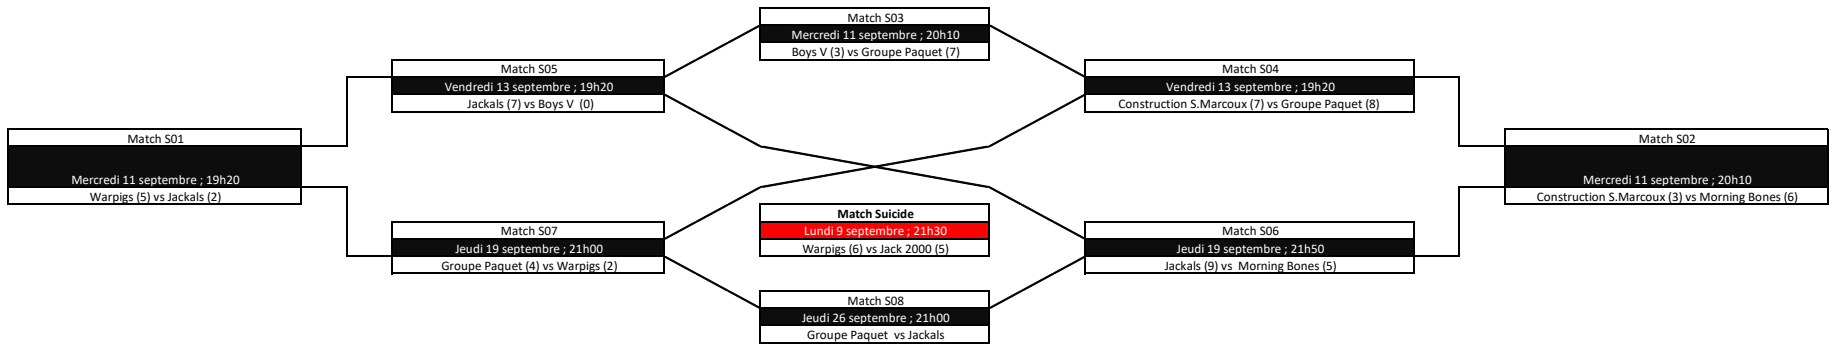 Match S03
Mercredi 11 septembre ; 20h10
Boys V (3) vs Groupe Paquet (7)
Match S05
Vendredi 13 septembre ; 19h20
Jackals (7) vs Boys V (0)
Match S04
Vendredi 13 septembre ; 19h20
Construction S.Marcoux (7) vs Groupe Paquet (8)
Match S01
Mercredi 11 septembre ; 19h20
Warpigs (5) vs Jackals (2)
Match S02
Mercredi 11 septembre ; 20h10
Construction S.Marcoux (3) vs Morning Bones (6)
Match Suicide
Lundi 9 septembre ; 21h30
Warpigs (6) vs Jack 2000 (5)
Match S07
Jeudi 19 septembre ; 21h00
Groupe Paquet (4) vs Warpigs (2)
Match S06
Jeudi 19 septembre ; 21h50
Jackals (9) vs Morning Bones (5)
Match S08
Jeudi 26 septembre ; 21h00
Groupe Paquet vs Jackals